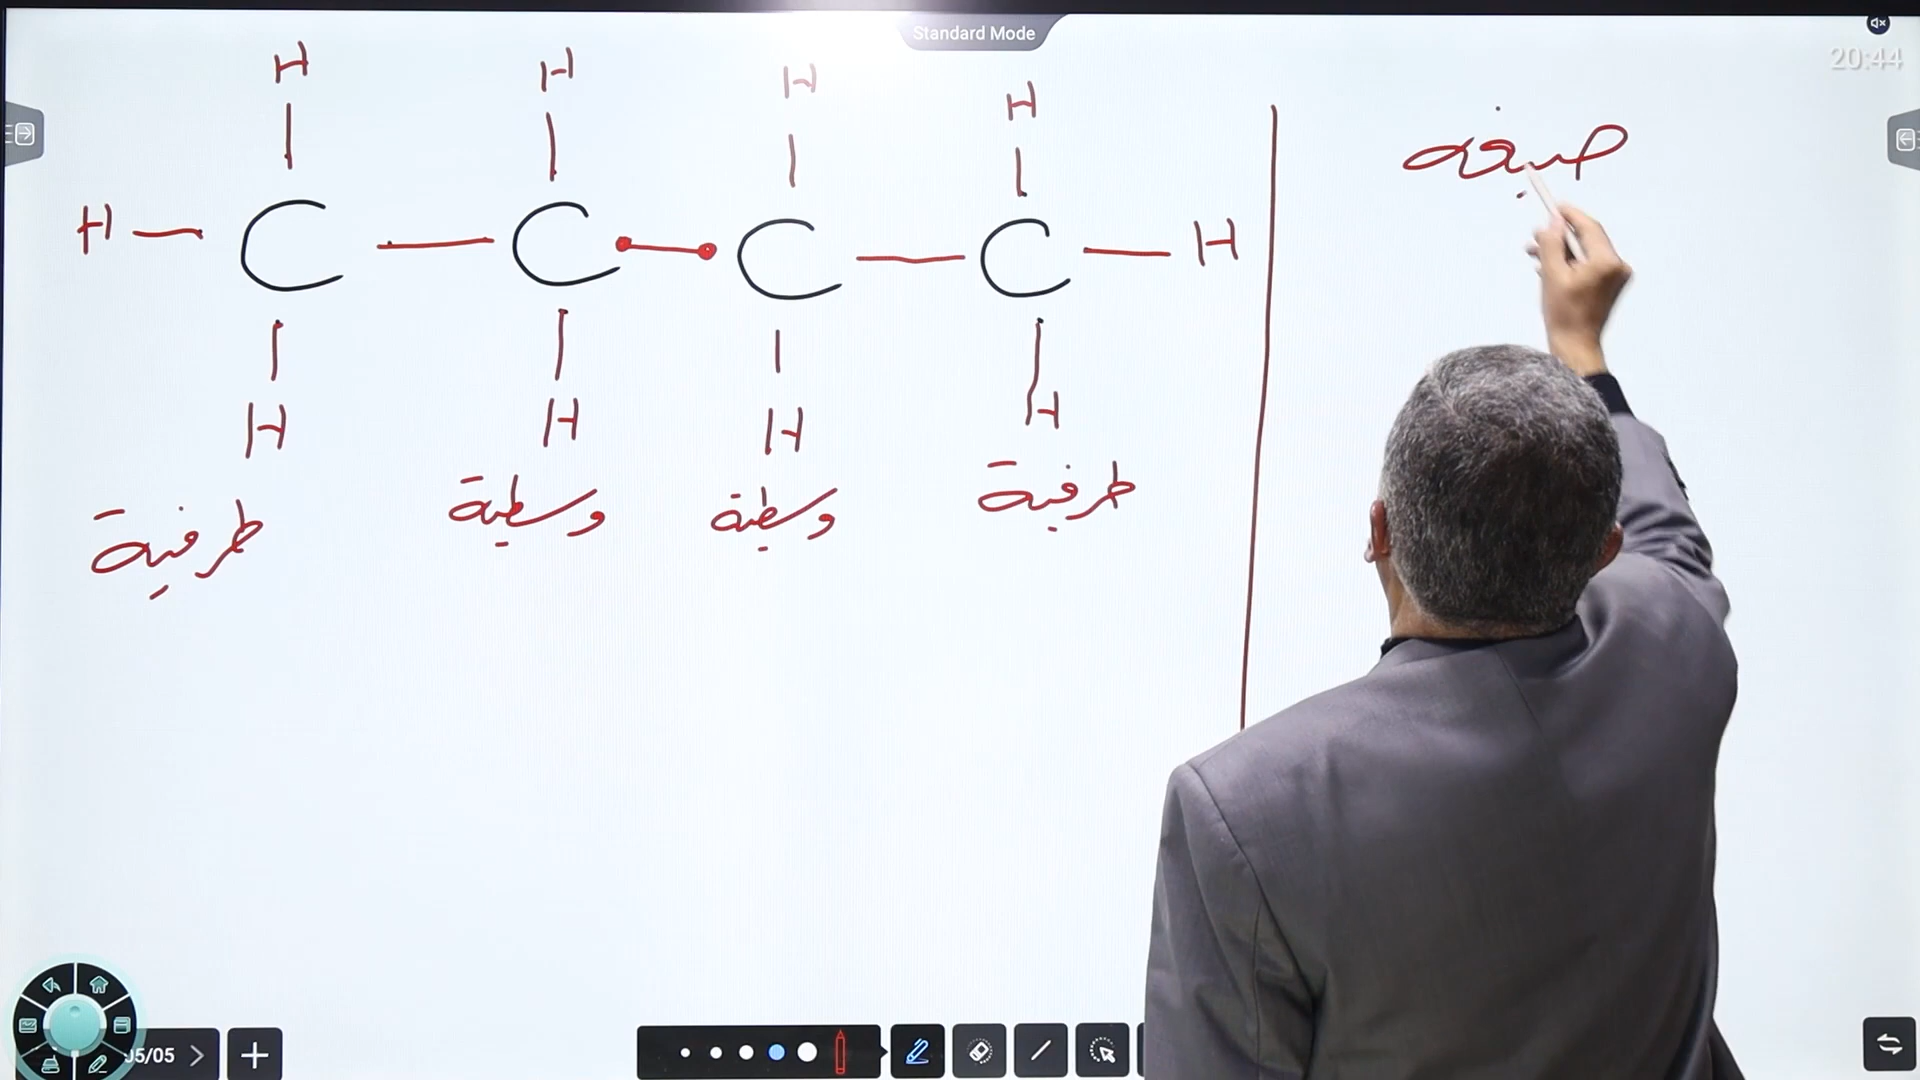 Standard Mode
20:44
H H H H
H — C — C — C — C — H
H H H H
طرفية وسطية وسطية طرفية
صيغة
05/05